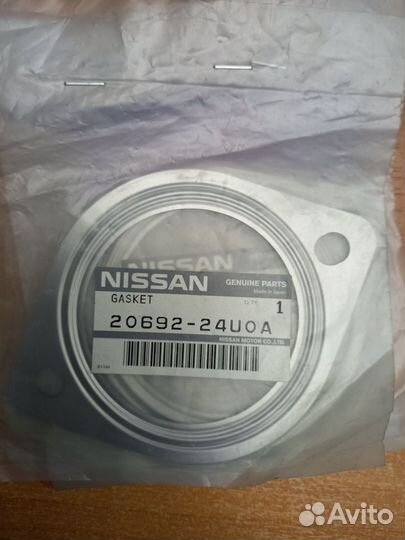 NISSAN
GENUINE PARTS
Made in Japan
GASKET
1
20692-24U0A
NISSAN MOTOR CO.,LTD.
Avito